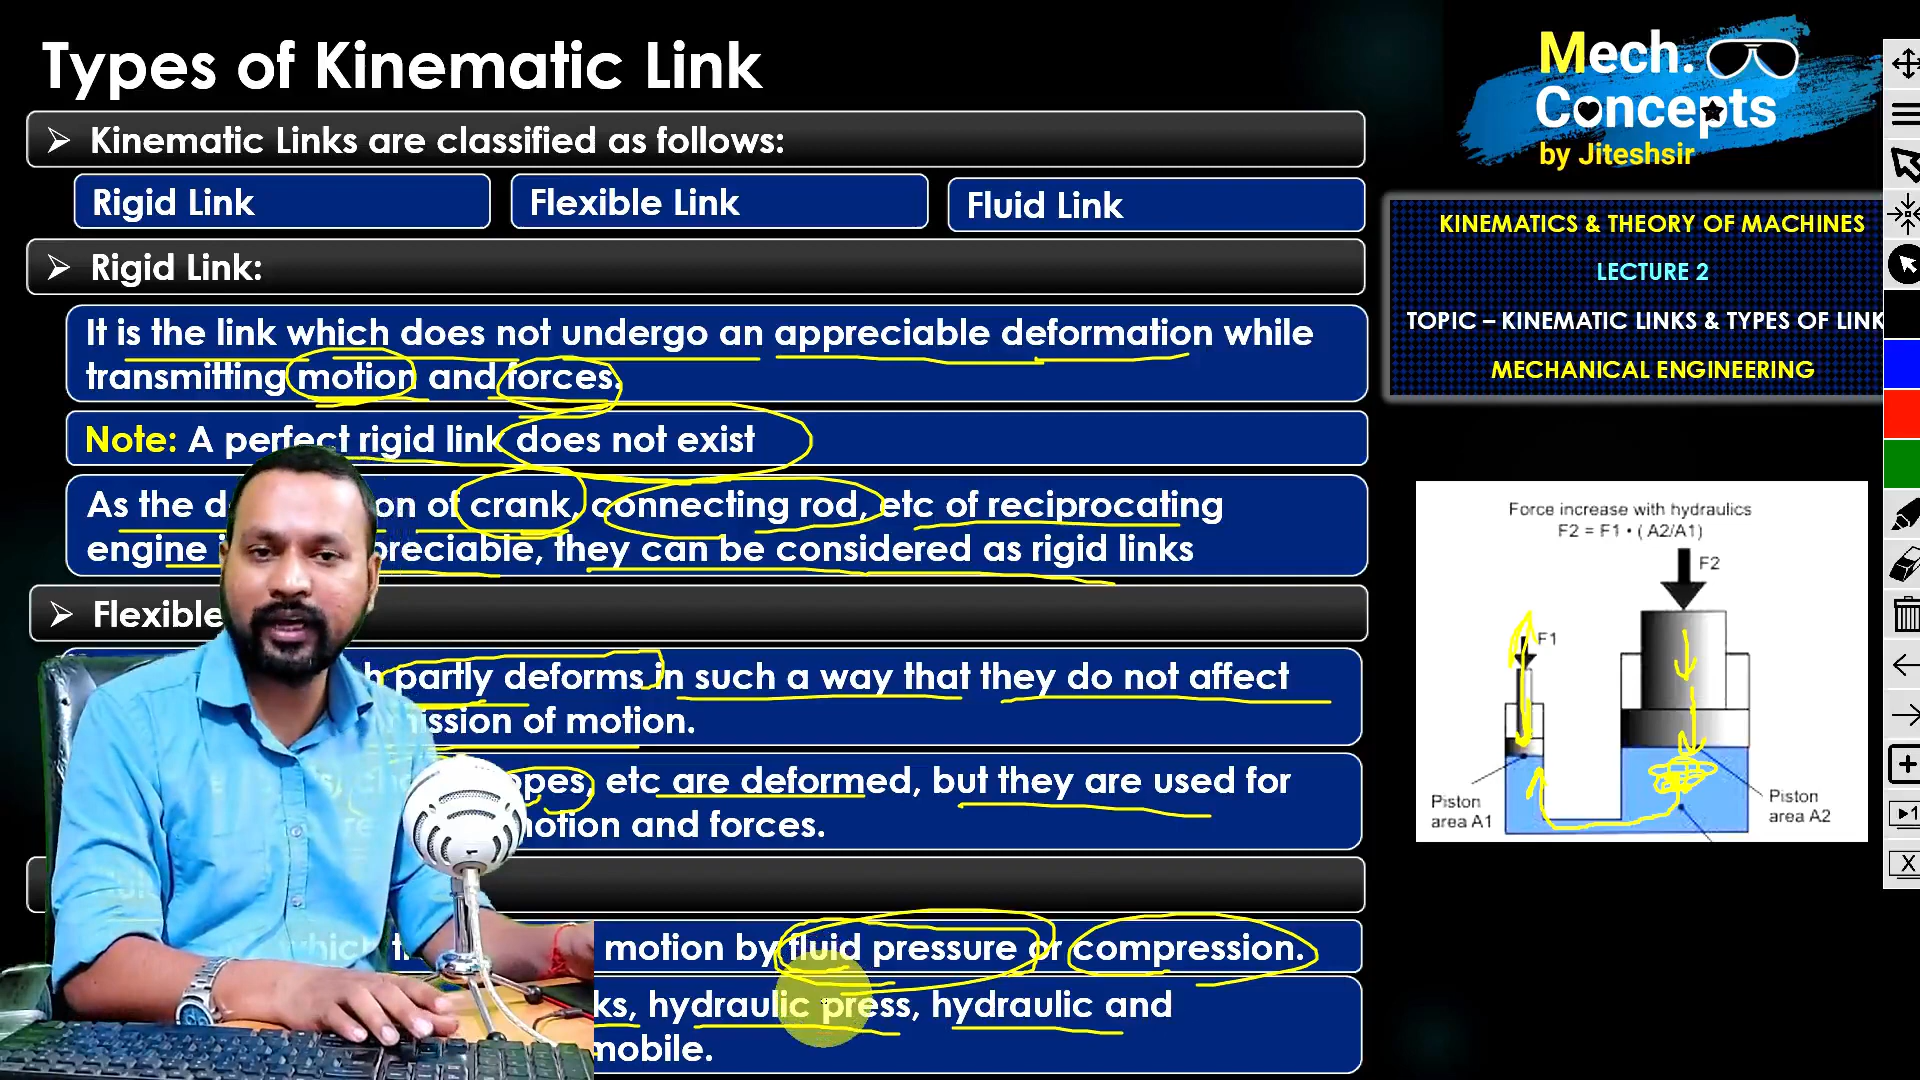 Types of Kinematic Link
Kinematic Links are classified as follows:
Rigid Link
Flexible Link
Fluid Link
Rigid Link:
It is the link which does not undergo an appreciable deformation while
transmitting motion and forces.
Note: A perfect rigid link does not exist
As the on of crank, connecting rod, etc of reciprocating
engine preciable, they can be considered as rigid links
Flexible
partly deforms in such a way that they do not affect
mission of motion.
opes, etc are deformed, but they are used for
motion and forces.
which motion by fluid pressure or compression.
ks, hydraulic press, hydraulic and
mobile.
Mech.
Concepts
by Jiteshsir
KINEMATICS & THEORY OF MACHINES
LECTURE 2
TOPIC – KINEMATIC LINKS & TYPES OF LINK
MECHANICAL ENGINEERING
Force increase with hydraulics
F2 = F1 • ( A2/A1)
F2
F1
Piston
area A1
Piston
area A2
1
X